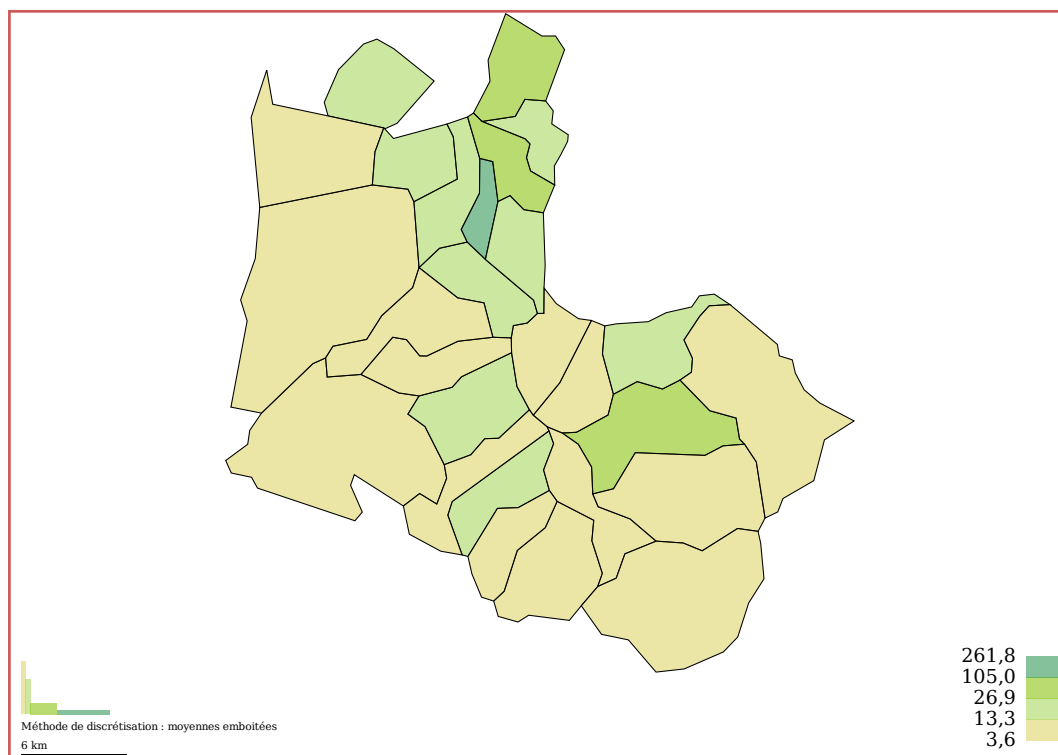 261,8
105,0
26,9
13,3
3,6
Méthode de discrétisation : moyennes emboitées
6 km